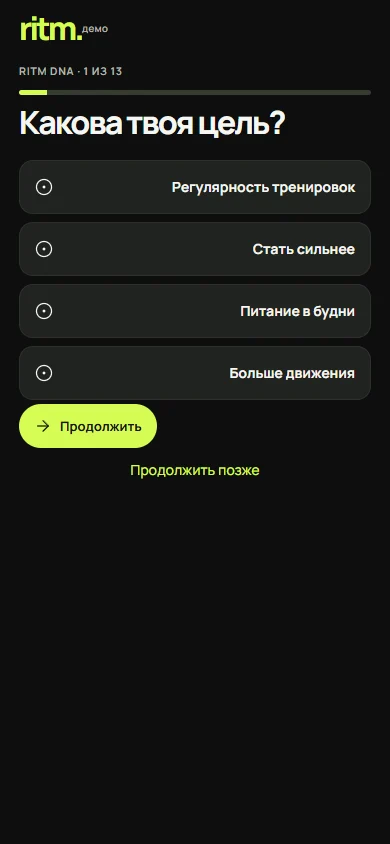 ritm. демо
RITM DNA · 1 ИЗ 13
Какова твоя цель?
Регулярность тренировок
Стать сильнее
Питание в будни
Больше движения
Продолжить
Продолжить позже